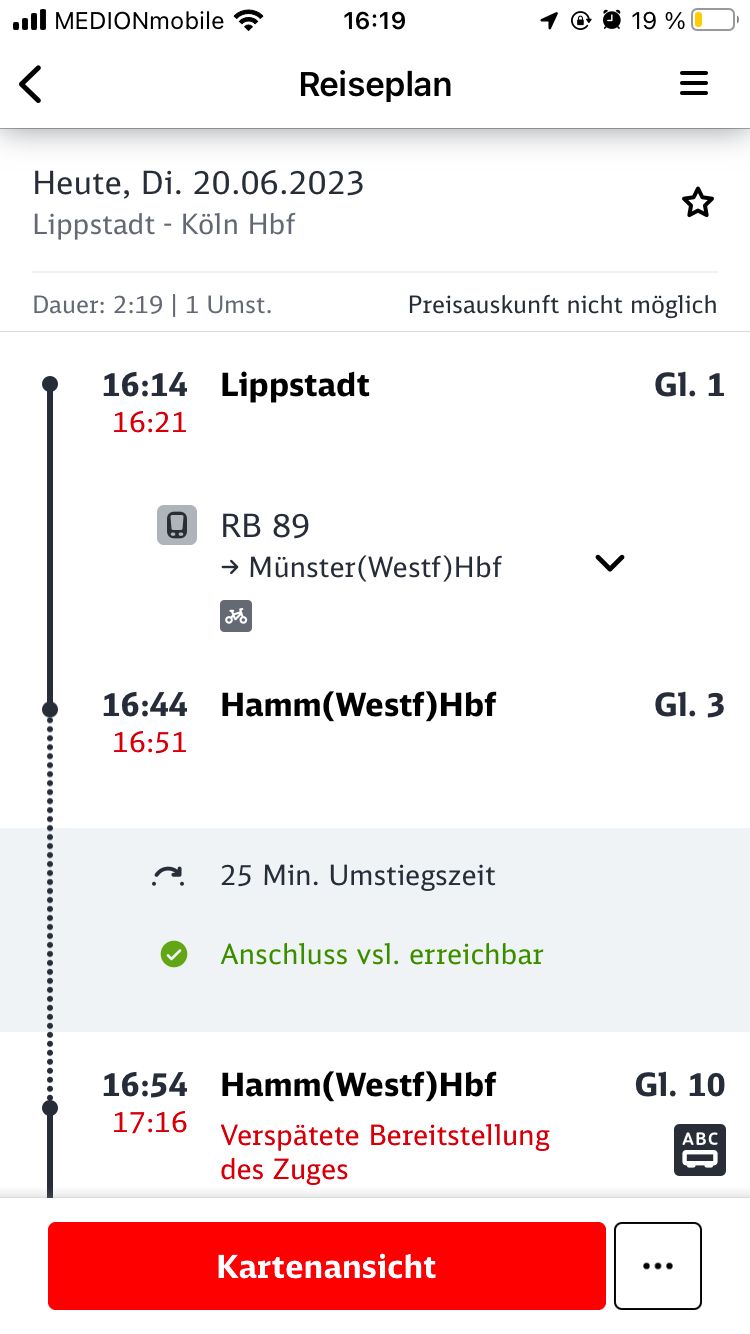 MEDIONmobile 16:19 19 %
Reiseplan
Heute, Di. 20.06.2023
Lippstadt - Köln Hbf
Dauer: 2:19 | 1 Umst. Preisauskunft nicht möglich
16:14 Lippstadt Gl. 1
16:21
RB 89
→ Münster(Westf)Hbf
16:44 Hamm(Westf)Hbf Gl. 3
16:51
25 Min. Umstiegszeit
Anschluss vsl. erreichbar
16:54 Hamm(Westf)Hbf Gl. 10
17:16 Verspätete Bereitstellung ABC
des Zuges
Kartenansicht ...